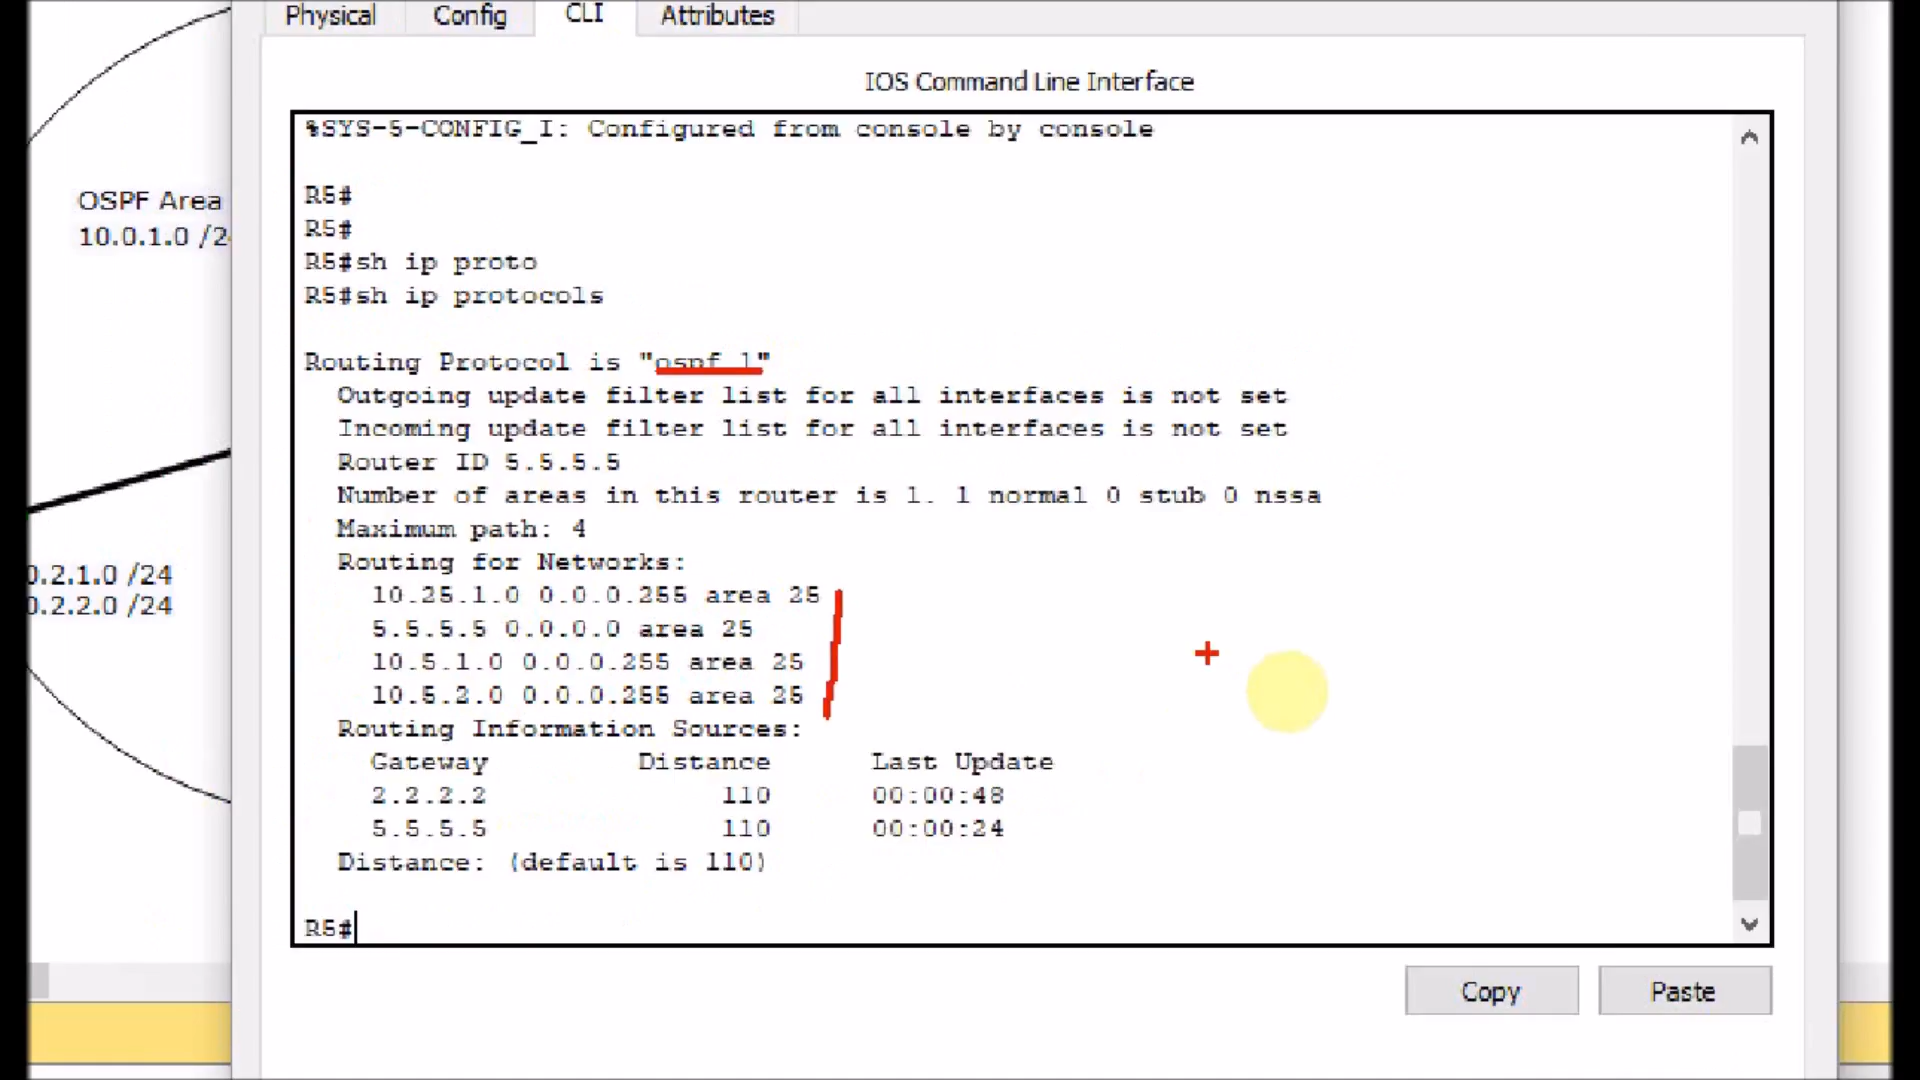 Physical Config CLI Attributes
IOS Command Line Interface
%SYS-5-CONFIG_I: Configured from console by console
R5#
R5#
R5#sh ip proto
R5#sh ip protocols
Routing Protocol is "ospf 1"
Outgoing update filter list for all interfaces is not set
Incoming update filter list for all interfaces is not set
Router ID 5.5.5.5
Number of areas in this router is 1. 1 normal 0 stub 0 nssa
Maximum path: 4
Routing for Networks:
10.25.1.0 0.0.0.255 area 25
5.5.5.5 0.0.0.0 area 25
10.5.1.0 0.0.0.255 area 25
10.5.2.0 0.0.0.255 area 25
Routing Information Sources:
Gateway Distance Last Update
2.2.2.2 110 00:00:48
5.5.5.5 110 00:00:24
Distance: (default is 110)
R5#
Copy Paste
OSPF Area
10.0.1.0 /2
0.2.1.0 /24
0.2.2.0 /24